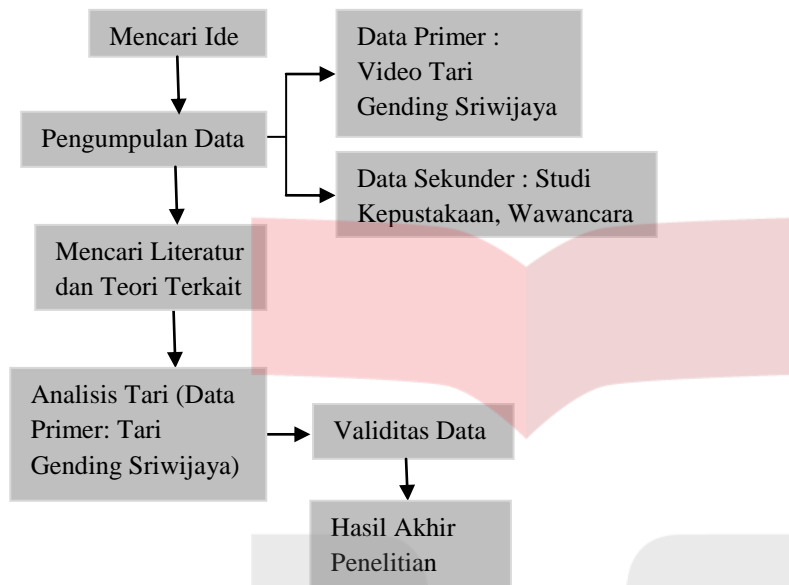 Mencari Ide
Data Primer :
Video Tari
Gending Sriwijaya
Pengumpulan Data
Data Sekunder : Studi
Kepustakaan, Wawancara
Mencari Literatur
dan Teori Terkait
Analisis Tari (Data
Primer: Tari
Gending Sriwijaya)
Validitas Data
Hasil Akhir
Penelitian